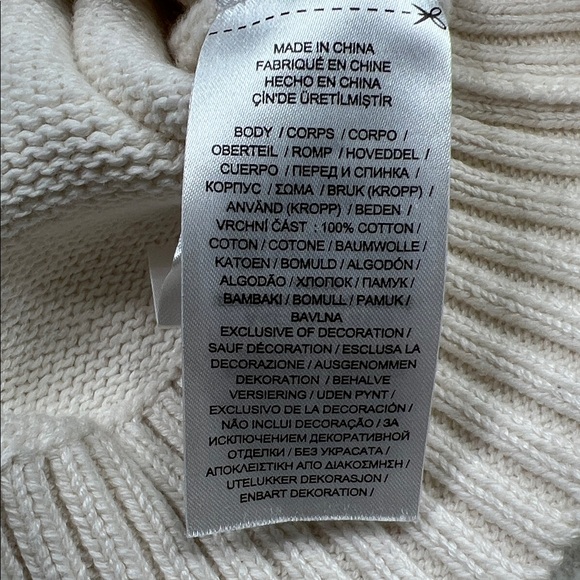 MADE IN CHINA
FABRIQUÉ EN CHINE
HECHO EN CHINA
ÇİN'DE ÜRETİLMİŞTİR
BODY / CORPS / CORPO /
OBERTEIL / ROMP / HOVEDDEL /
CUERPO / ПЕРЕД И СПИНКА /
КОРПУС / ΣΩΜΑ / BRUK (KROPP) /
ANVÄND (KROPP) / BEDEN /
VRCHNÍ ČÁST : 100% COTTON /
COTON / COTONE / BAUMWOLLE /
KATOEN / BOMULD / ALGODÓN /
ALGODÃO / ХЛОПОК / ПАМУК /
BAMBAKI / BOMULL / PAMUK /
BAVLNA
EXCLUSIVE OF DECORATION /
SAUF DÉCORATION / ESCLUSA LA
DECORAZIONE / AUSGENOMMEN
DEKORATION / BEHALVE
VERSIERING / UDEN PYNT /
EXCLUSIVO DE LA DECORACIÓN /
NÃO INCLUI DECORAÇÃO / ЗА
ИСКЛЮЧЕНИЕМ ДЕКОРАТИВНОЙ
ОТДЕЛКИ / БЕЗ УКРАСАТА /
ΑΠΟΚΛΕΙΣΤΙΚΗ ΑΠΟ ΔΙΑΚΟΣΜΗΣΗ /
UTELUKKER DEKORASJON /
ENBART DEKORATION /